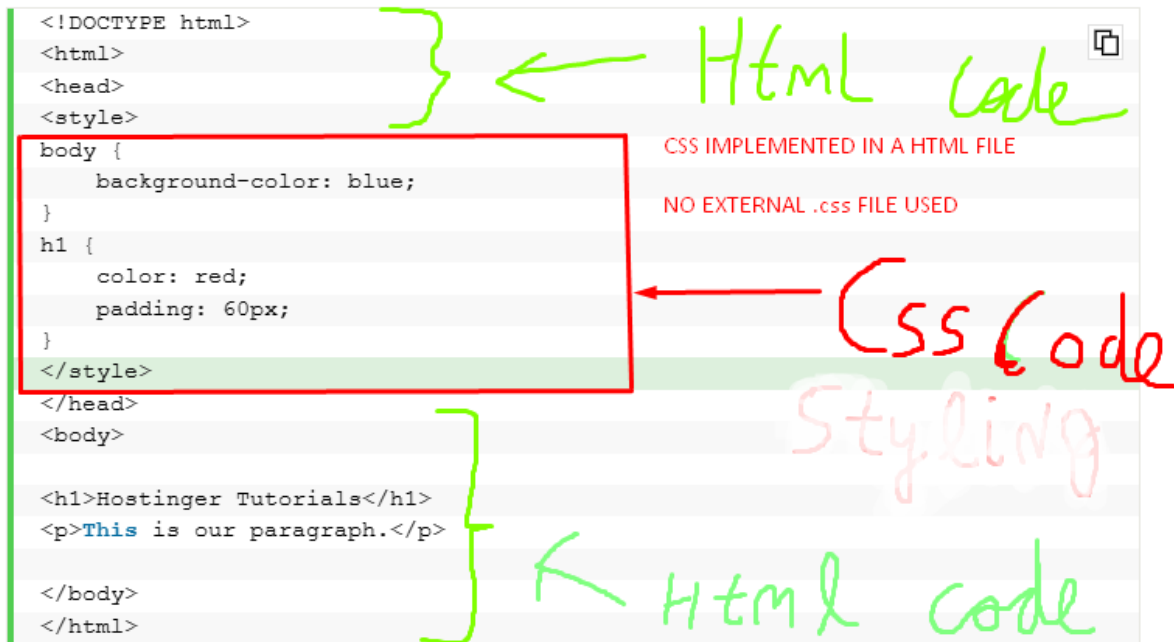 <!DOCTYPE html>
<html>
<head>
<style>
Html code
body {
    background-color: blue;
}
h1 {
    color: red;
    padding: 60px;
}
</style>
CSS IMPLEMENTED IN A HTML FILE
NO EXTERNAL .css FILE USED
Css Code
Styling
</head>
<body>
<h1>Hostinger Tutorials</h1>
<p>This is our paragraph.</p>
</body>
</html>
Html code